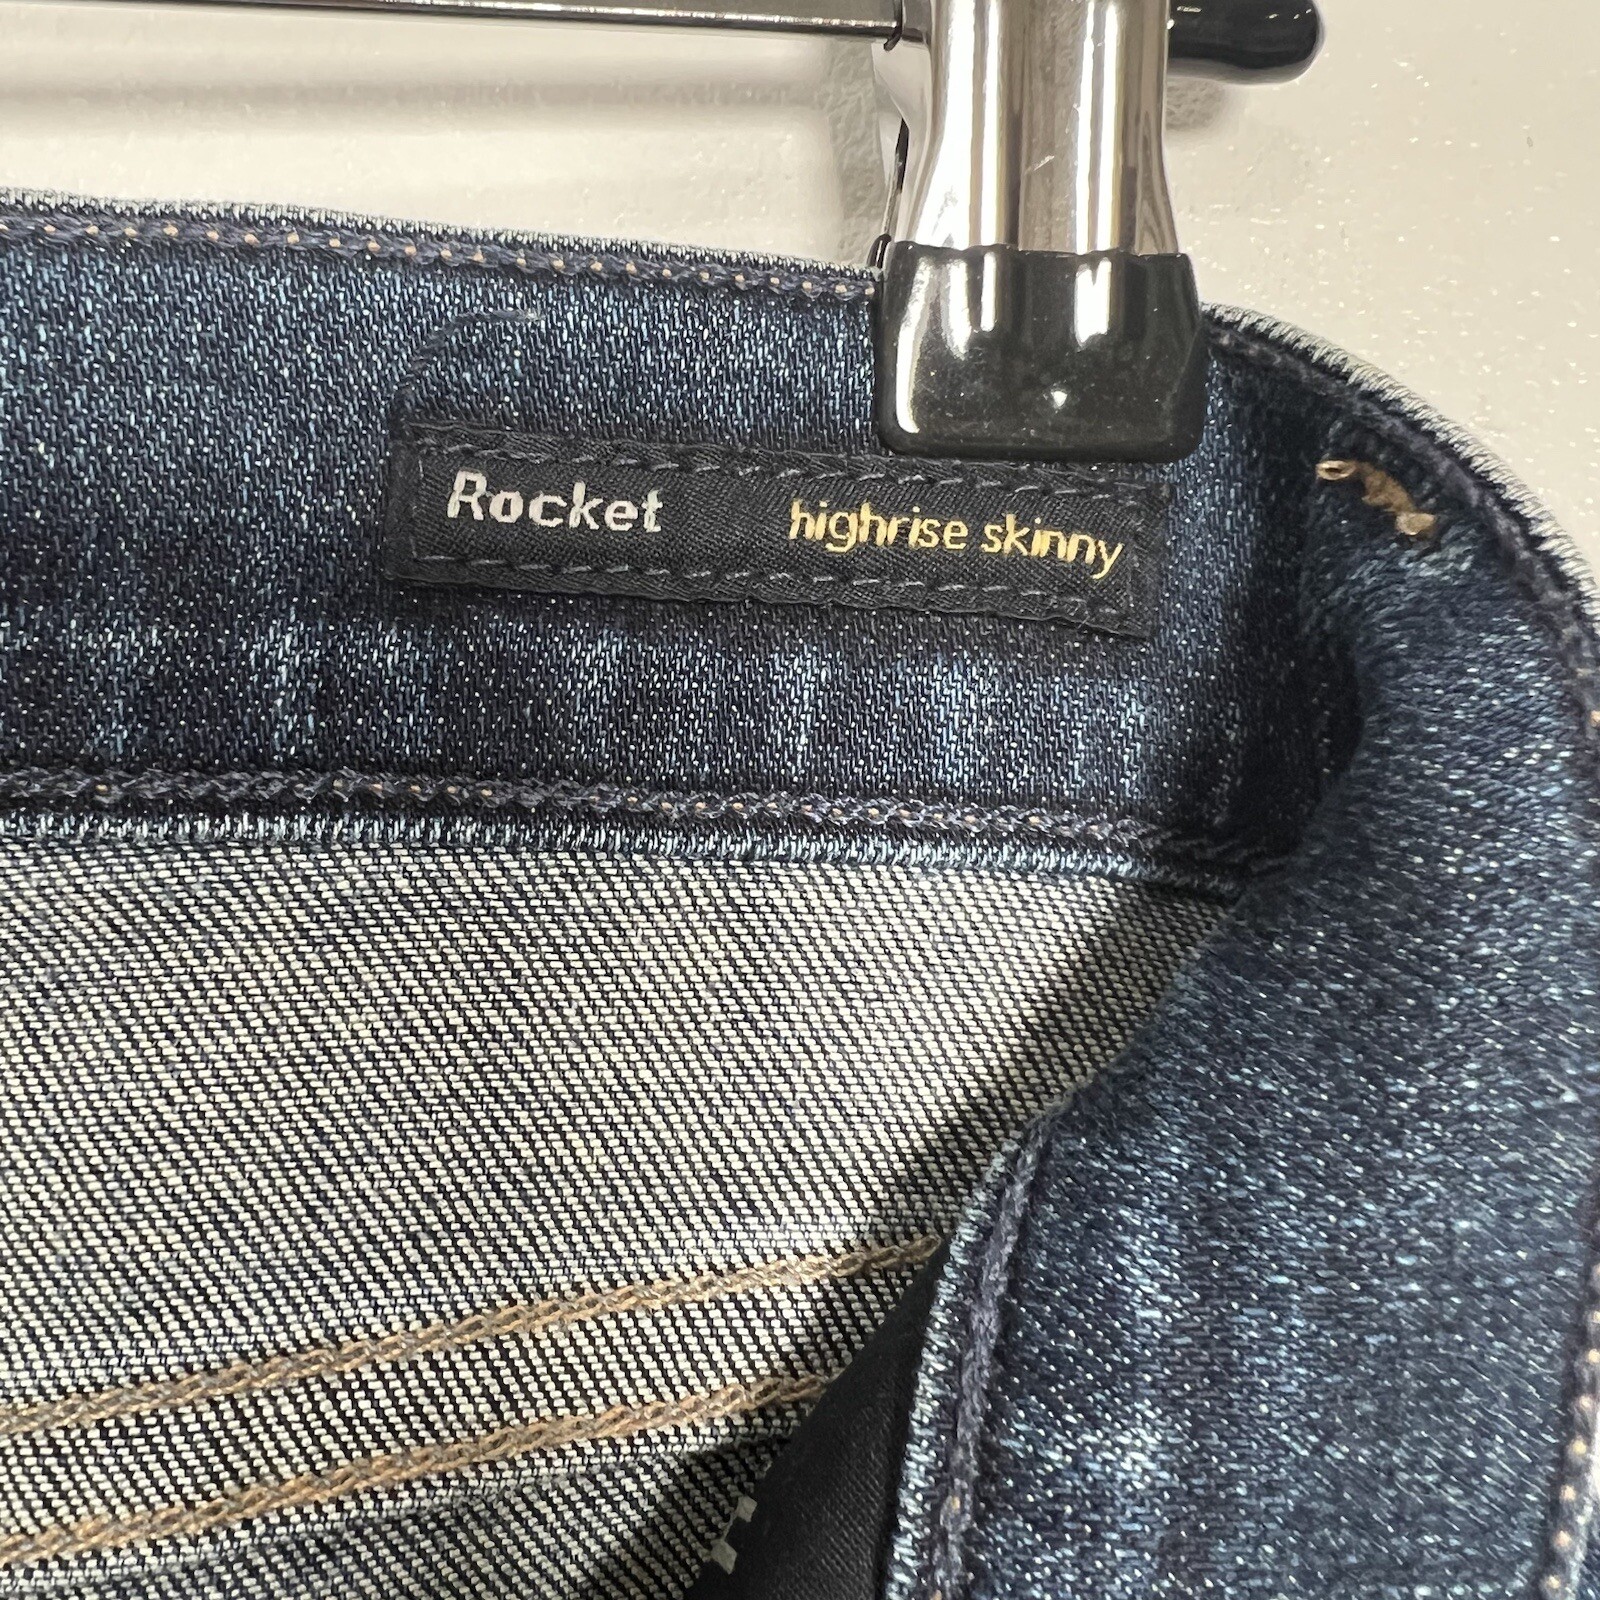 Rocket highrise skinny